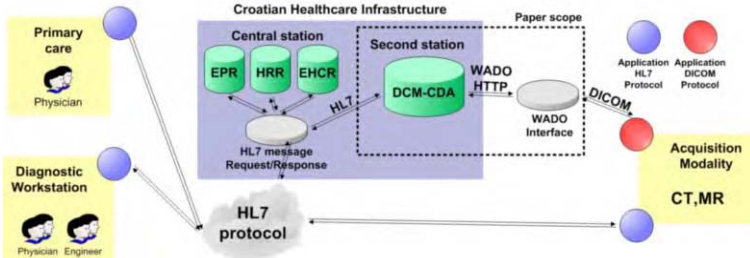 Croatian Healthcare Infrastructure
Paper scope
Primary
care
Physician
Central station
EPR
HRR
EHCR
Second station
DCM-CDA
WADO
HTTP
HL7
HL7 message
Request/Response
WADO
Interface
DICOM
Application
HL7
Protocol
Application
DICOM
Protocol
Diagnostic
Workstation
Physician
Engineer
HL7
protocol
Acquisition
Modality
CT,MR